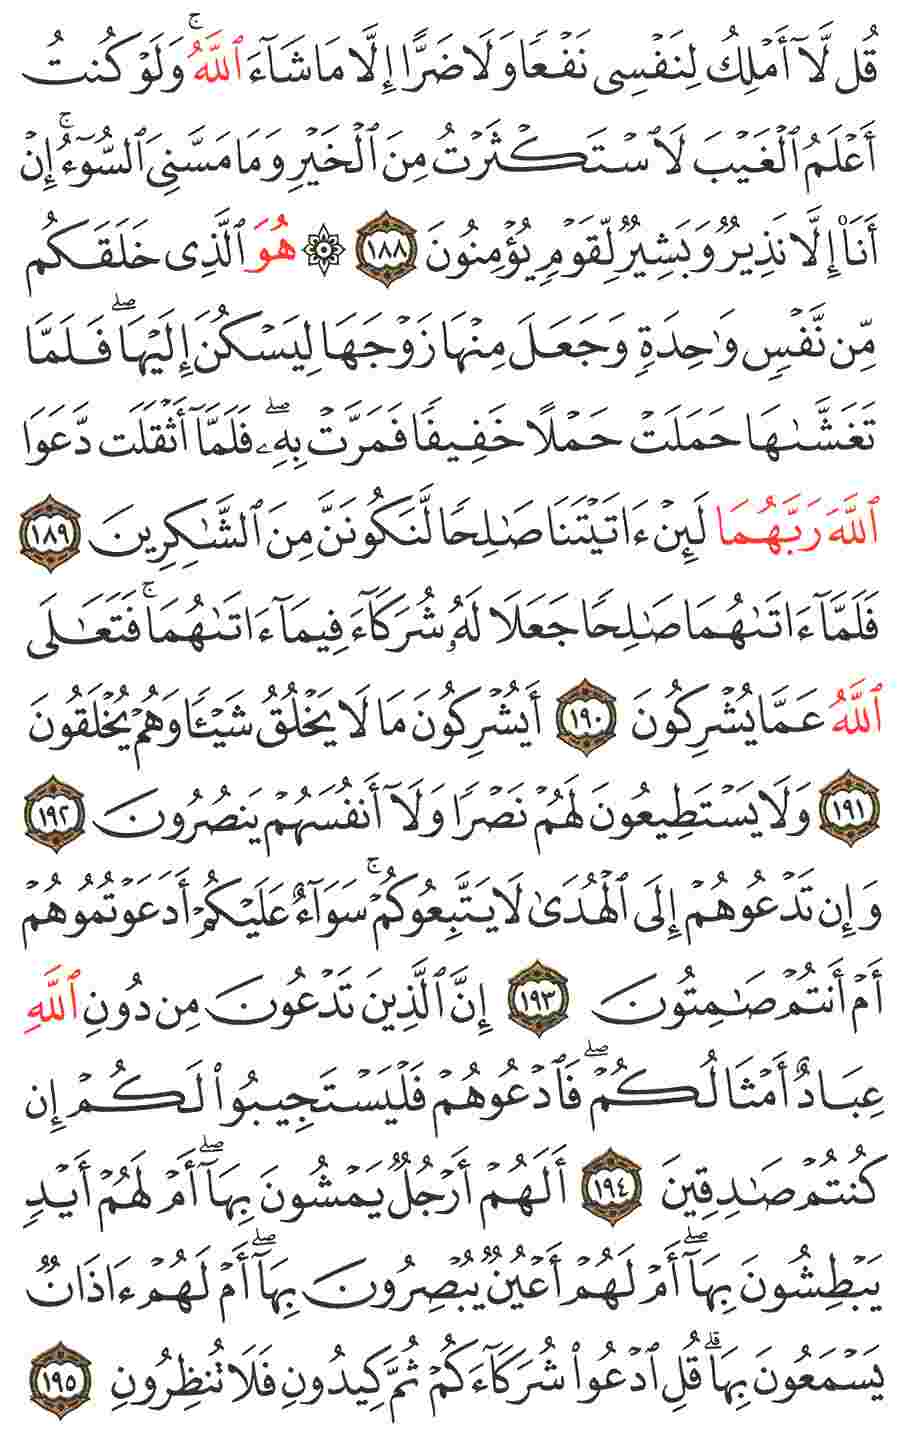 قُل لَّآ أَمْلِكُ لِنَفْسِى نَفْعًا وَلَا ضَرًّا إِلَّا مَا شَآءَ ٱللَّهُ ۚ وَلَوْ كُنتُ
أَعْلَمُ ٱلْغَيْبَ لَٱسْتَكْثَرْتُ مِنَ ٱلْخَيْرِ وَمَا مَسَّنِىَ ٱلسُّوٓءُ ۚ إِنْ
أَنَا۠ إِلَّا نَذِيرٌ وَبَشِيرٌ لِّقَوْمٍ يُؤْمِنُونَ ١٨٨ ۞ هُوَ ٱلَّذِى خَلَقَكُم
مِّن نَّفْسٍ وَٰحِدَةٍ وَجَعَلَ مِنْهَا زَوْجَهَا لِيَسْكُنَ إِلَيْهَا ۖ فَلَمَّا
تَغَشَّىٰهَا حَمَلَتْ حَمْلًا خَفِيفًا فَمَرَّتْ بِهِۦ ۖ فَلَمَّآ أَثْقَلَت دَّعَوَا
ٱللَّهَ رَبَّهُمَا لَئِنْ ءَاتَيْتَنَا صَٰلِحًا لَّنَكُونَنَّ مِنَ ٱلشَّٰكِرِينَ ١٨٩
فَلَمَّآ ءَاتَىٰهُمَا صَٰلِحًا جَعَلَا لَهُۥ شُرَكَآءَ فِيمَآ ءَاتَىٰهُمَا ۚ فَتَعَٰلَى
ٱللَّهُ عَمَّا يُشْرِكُونَ ١٩٠ أَيُشْرِكُونَ مَا لَا يَخْلُقُ شَيْـًٔا وَهُمْ يُخْلَقُونَ
١٩١ وَلَا يَسْتَطِيعُونَ لَهُمْ نَصْرًا وَلَآ أَنفُسَهُمْ يَنصُرُونَ ١٩٢
وَإِن تَدْعُوهُمْ إِلَى ٱلْهُدَىٰ لَا يَتَّبِعُوكُمْ ۚ سَوَآءٌ عَلَيْكُمْ أَدَعَوْتُمُوهُمْ
أَمْ أَنتُمْ صَٰمِتُونَ ١٩٣ إِنَّ ٱلَّذِينَ تَدْعُونَ مِن دُونِ ٱللَّهِ
عِبَادٌ أَمْثَالُكُمْ ۖ فَٱدْعُوهُمْ فَلْيَسْتَجِيبُوا۟ لَكُمْ إِن
كُنتُمْ صَٰدِقِينَ ١٩٤ أَلَهُمْ أَرْجُلٌ يَمْشُونَ بِهَآ ۖ أَمْ لَهُمْ أَيْدٍ
يَبْطِشُونَ بِهَآ ۖ أَمْ لَهُمْ أَعْيُنٌ يُبْصِرُونَ بِهَآ ۖ أَمْ لَهُمْ ءَاذَانٌ
يَسْمَعُونَ بِهَا ۗ قُلِ ٱدْعُوا۟ شُرَكَآءَكُمْ ثُمَّ كِيدُونِ فَلَا تُنظِرُونِ ١٩٥